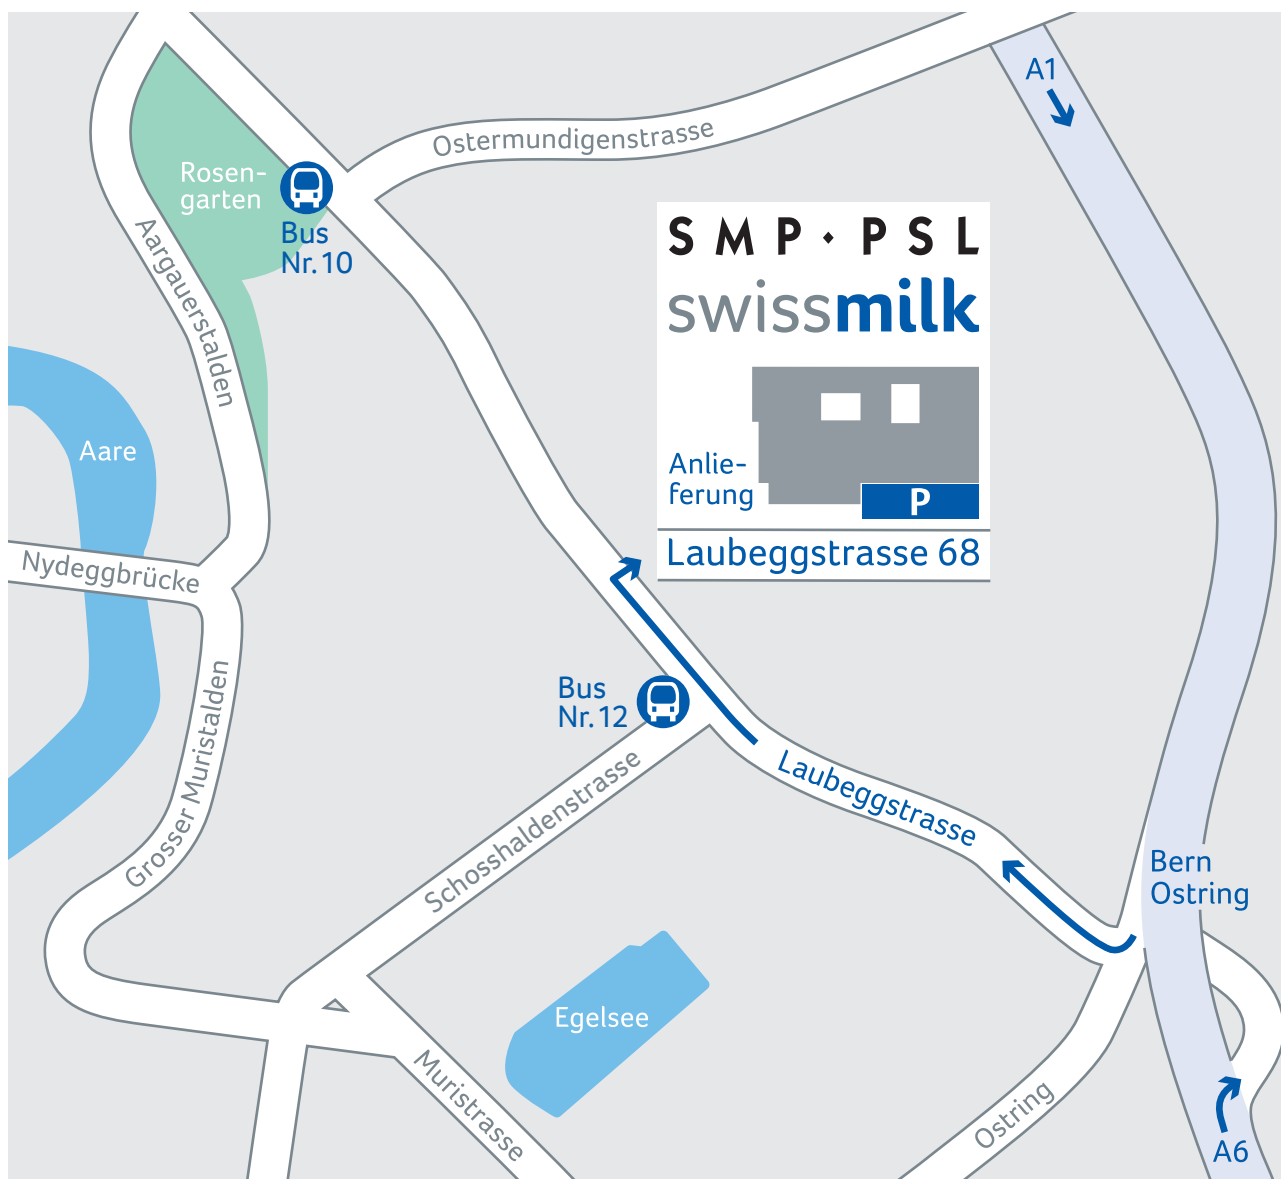 A1
Ostermundigenstrasse
Rosen-
garten
Bus
Nr. 10
Aargauerstalden
SMP · PSL
swissmilk
Aare
Anlie-
ferung
P
Laubeggstrasse 68
Nydeggbrücke
Bus
Nr. 12
Grosser Muristalden
Schosshaldenstrasse
Laubeggstrasse
Bern
Ostring
Egelsee
Muristrasse
Ostring
A6